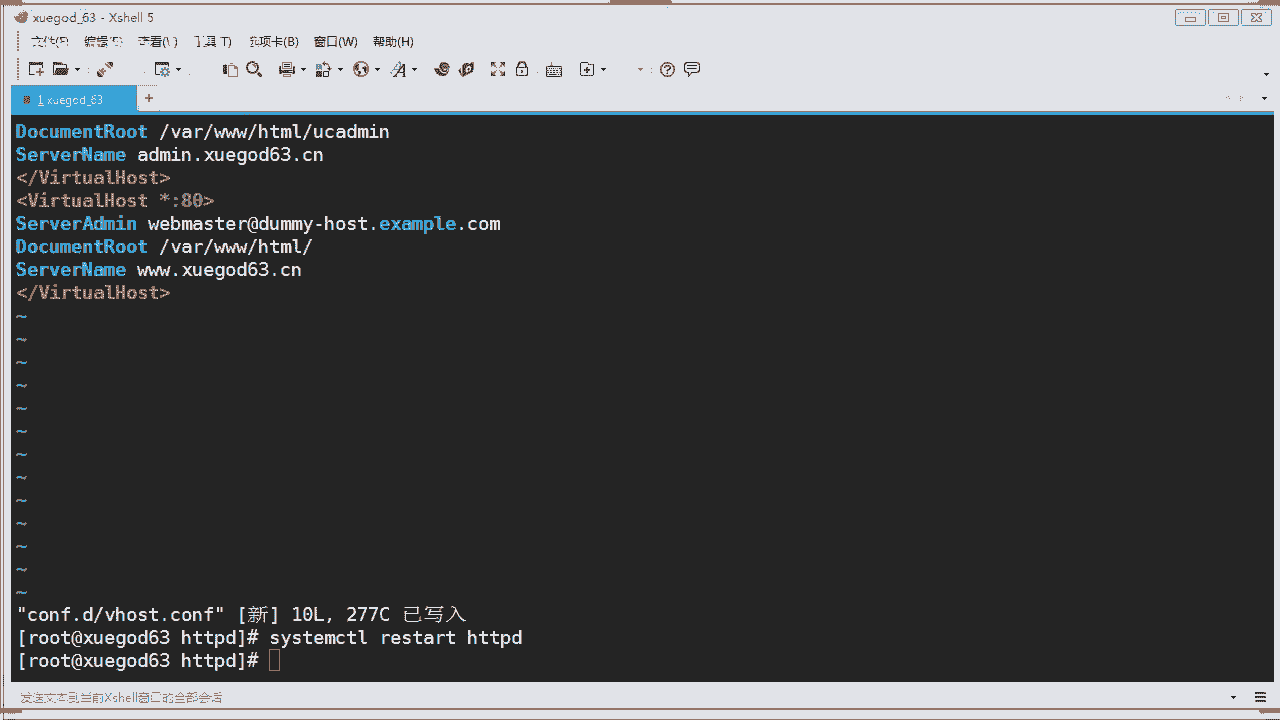 xuegod_63 - Xshell 5
文件(F) 编辑(E) 查看(V) 工具(T) 选项卡(B) 窗口(W) 帮助(H)
1 xuegod_63
DocumentRoot /var/www/html/ucadmin
ServerName admin.xuegod63.cn
</VirtualHost>
<VirtualHost *:80>
ServerAdmin webmaster@dummy-host.example.com
DocumentRoot /var/www/html/
ServerName www.xuegod63.cn
</VirtualHost>
~
~
~
~
~
~
~
~
~
~
~
~
~
"conf.d/vhost.conf" [新] 10L, 277C 已写入
[root@xuegod63 httpd]# systemctl restart httpd
[root@xuegod63 httpd]#
发送文本到当前Xshell窗口的全部会话